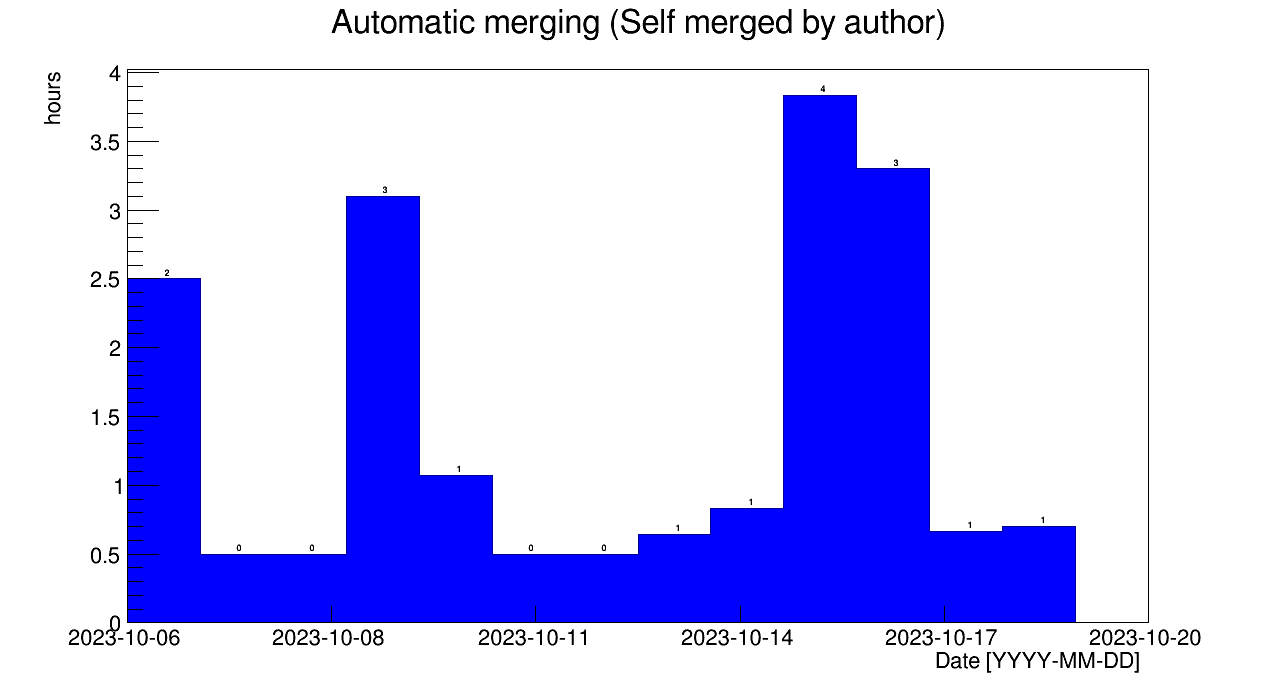 Automatic merging (Self merged by author)
hours
4
3.5
3
2.5
2
1.5
1
0.5
0
2 0 0 3 1 0 0 1 1 4 3 1 1
2023-10-06 2023-10-08 2023-10-11 2023-10-14 2023-10-17 2023-10-20
Date [YYYY-MM-DD]